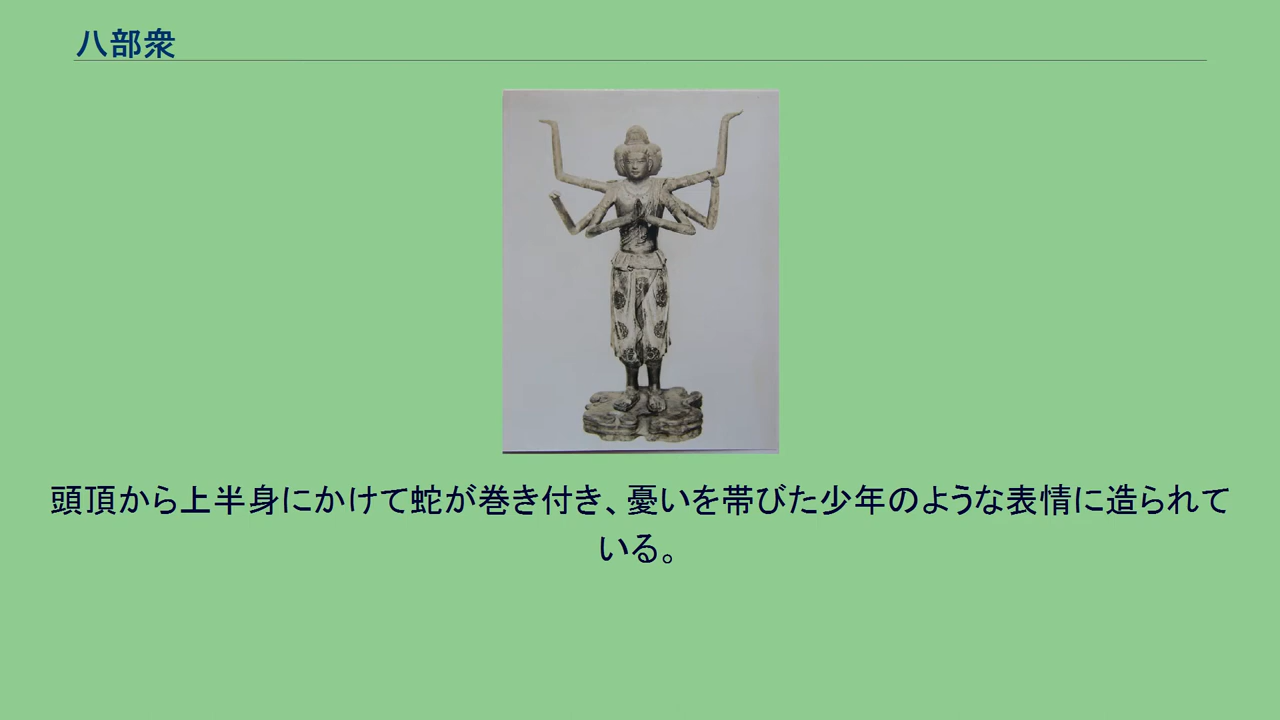 八部衆
頭頂から上半身にかけて蛇が巻き付き、憂いを帯びた少年のような表情に造られて
いる。